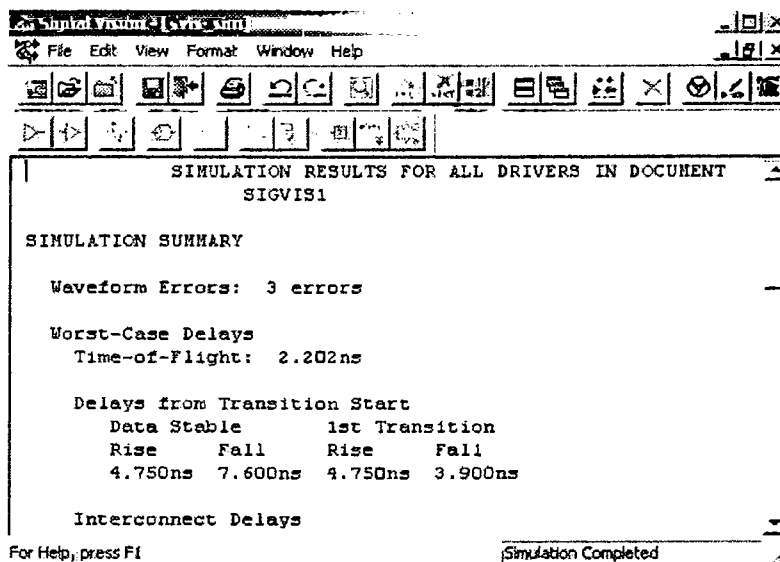 Signal Vision - [
File Edit View Format Window Help
SIMULATION RESULTS FOR ALL DRIVERS IN DOCUMENT
SIGVIS1
SIMULATION SUMMARY
Waveform Errors: 3 errors
Worst-Case Delays
Time-of-Flight: 2.202ns
Delays from Transition Start
Data Stable 1st Transition
Rise Fall Rise Fall
4.750ns 7.600ns 4.750ns 3.900ns
Interconnect Delays
For Help, press F1 Simulation Completed